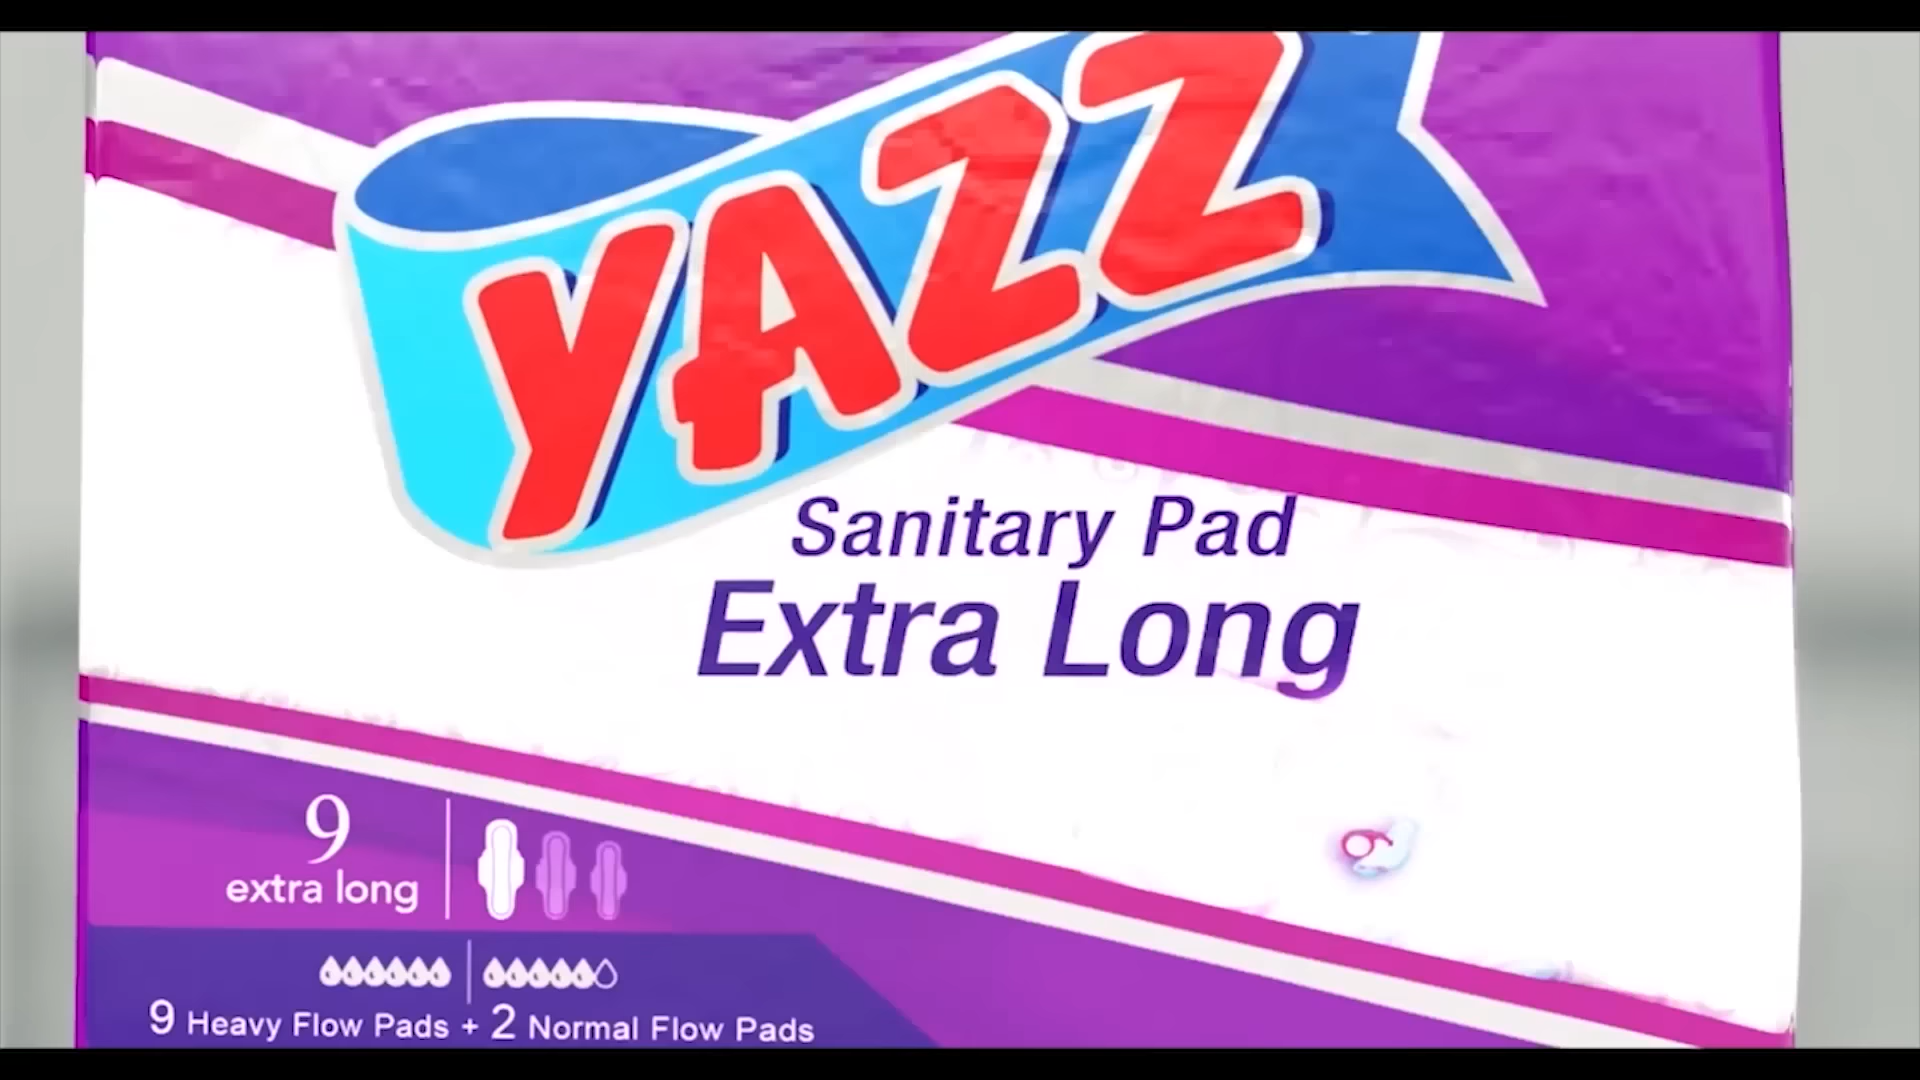 YAZZ
Sanitary Pad
Extra Long
9
extra long
9 Heavy Flow Pads + 2 Normal Flow Pads